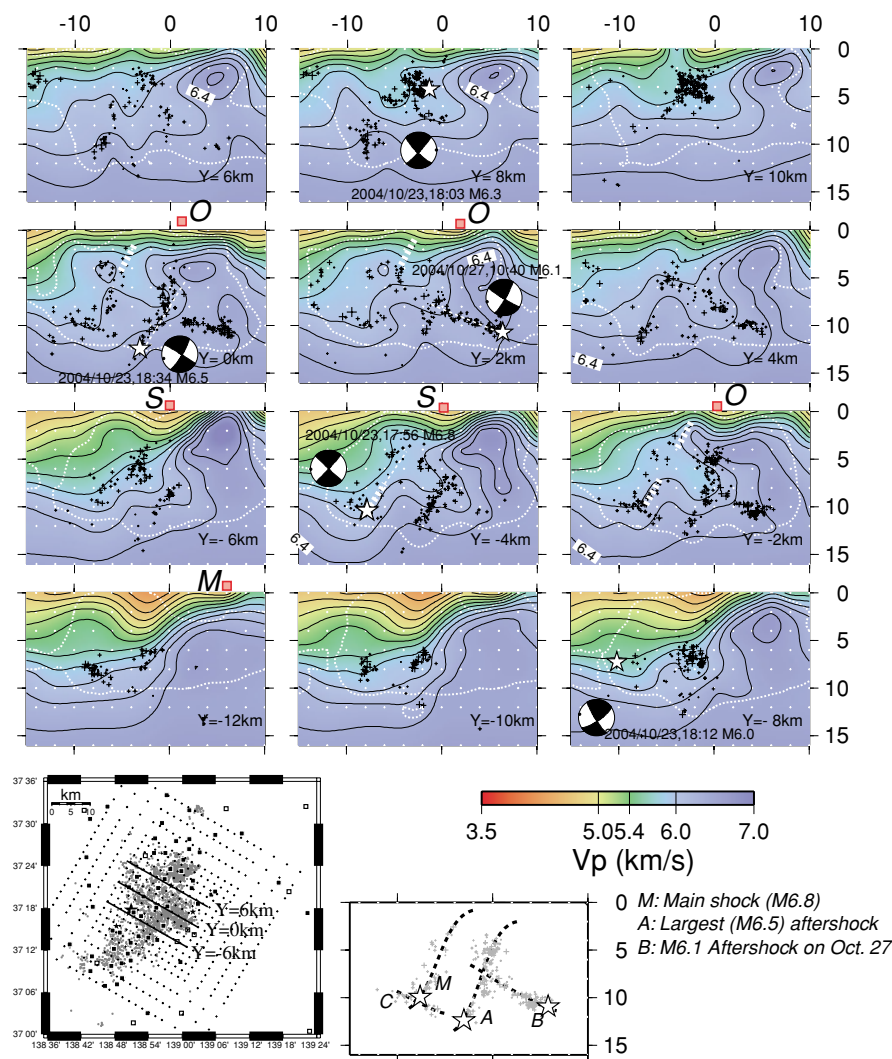 -10 0 10 -10 0 10 -10 0 10
0
5
10
15
6.4
6.4
Y= 6km
Y= 8km
Y= 10km
2004/10/23,18:03 M6.3
O
O
0
5
10
15
6.4
2004/10/27,10:40 M6.1
6.4
Y= 0km
Y= 2km
Y= 4km
2004/10/23,18:34 M6.5
S
S
O
0
5
10
15
2004/10/23,17:56 M6.8
6.4
6.4
Y=- 6km
Y= -4km
Y= -2km
M
0
5
10
15
Y=-12km
Y=-10km
Y=- 8km
2004/10/23,18:12 M6.0
37 36'
37 30'
37 24'
37 18'
37 12'
37 06'
37 00'
km
0 5 10
Y=6km
Y=0km
Y=-6km
138 36' 138 42' 138 48' 138 54' 139 00' 139 06' 139 12' 139 18' 139 24'
3.5 5.0 5.4 6.0 7.0
Vp (km/s)
0
5
10
15
C
M
A
B
M: Main shock (M6.8)
A: Largest (M6.5) aftershock
B: M6.1 Aftershock on Oct. 27